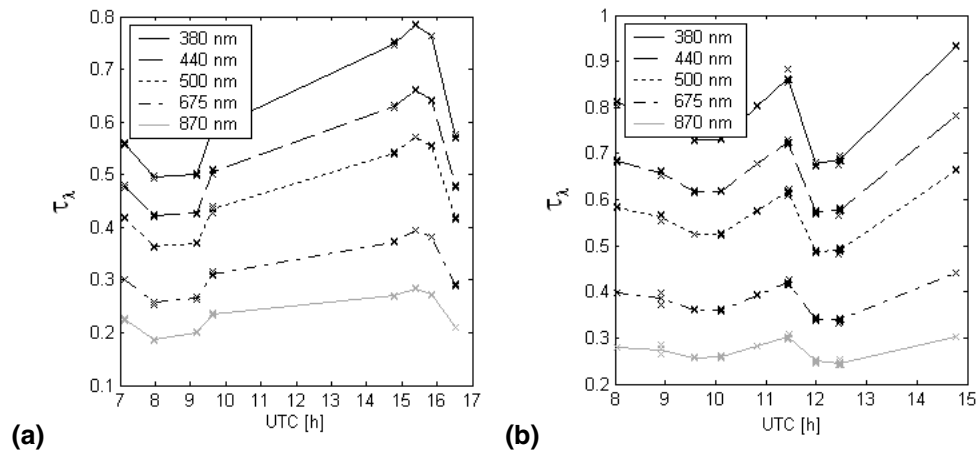 0.8
0.7
0.6
0.5
0.4
0.3
0.2
0.1
τλ
380 nm
440 nm
500 nm
675 nm
870 nm
7 8 9 10 11 12 13 14 15 16 17
UTC [h]
(a)
1
0.9
0.8
0.7
0.6
0.5
0.4
0.3
0.2
τλ
380 nm
440 nm
500 nm
675 nm
870 nm
8 9 10 11 12 13 14 15
UTC [h]
(b)